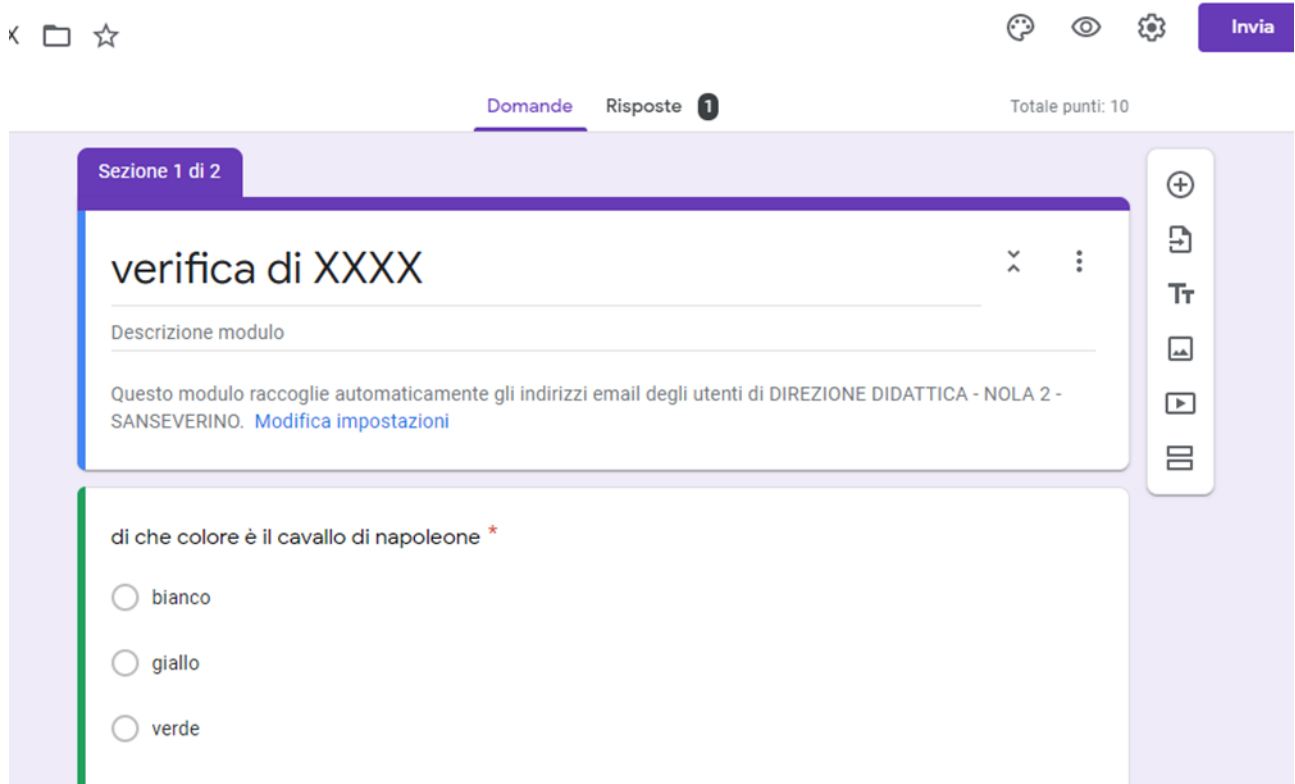 X
Invia
Domande Risposte 1 Totale punti: 10
Sezione 1 di 2
verifica di XXXX
Descrizione modulo
Questo modulo raccoglie automaticamente gli indirizzi email degli utenti di DIREZIONE DIDATTICA - NOLA 2 -
SANSEVERINO. Modifica impostazioni
Tт
di che colore è il cavallo di napoleone *
bianco
giallo
verde